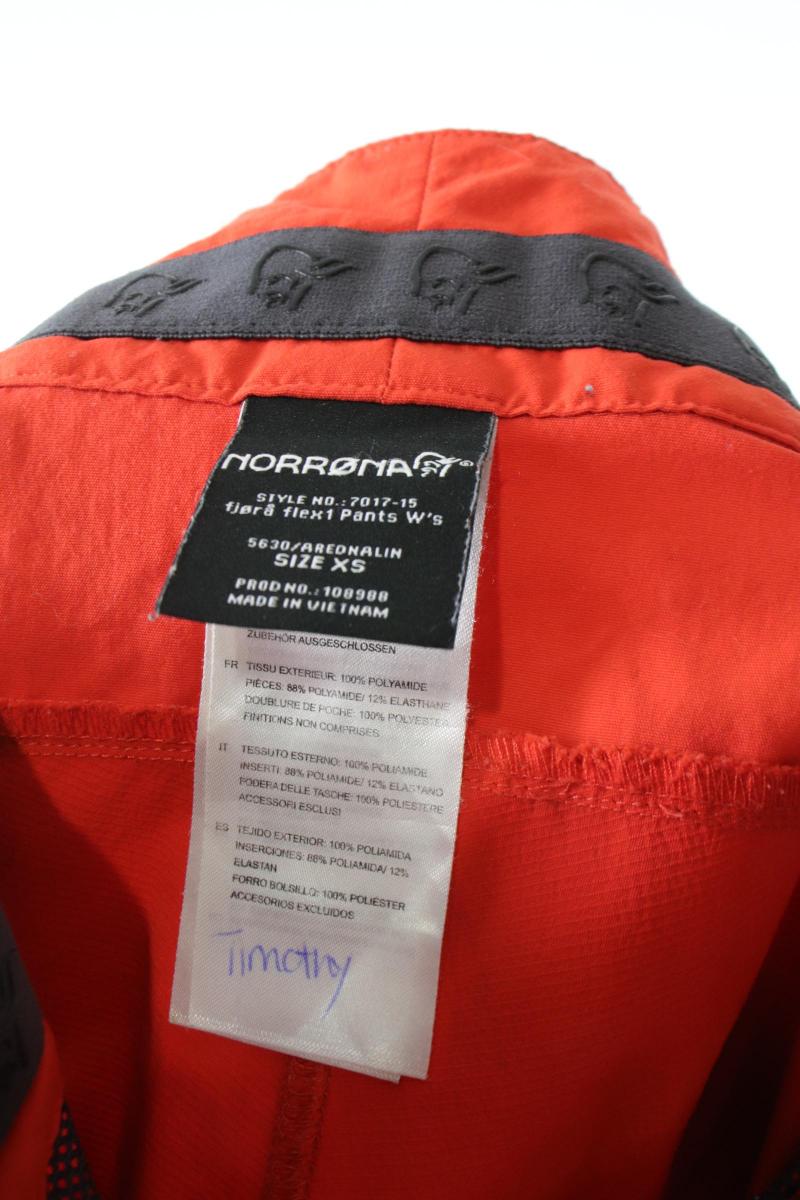 NORRØNA
STYLE NO.:7017-15
fjørå flex1 Pants W's
5630/AREDNALIN
SIZE XS
PROD NO.:108988
MADE IN VIETNAM
ZUBEHÖR AUSGESCHLOSSEN
FR TISSU EXTERIEUR: 100% POLYAMIDE
PIÈCES: 88% POLYAMIDE/ 12% ELASTHANE
DOUBLURE DE POCHE: 100% POLYESTER
FINITIONS NON COMPRISES
IT TESSUTO ESTERNO: 100% POLIAMIDE
INSERTI: 88% POLIAMIDE/ 12% ELASTANO
FODERA DELLE TASCHE: 100% POLIESTERE
ACCESSORI ESCLUSI
ES TEJIDO EXTERIOR: 100% POLIAMIDA
INSERCIONES: 88% POLIAMIDA/ 12%
ELASTAN
FORRO BOLSILLO: 100% POLIÉSTER
ACCESORIOS EXCLUIDOS
Timothy